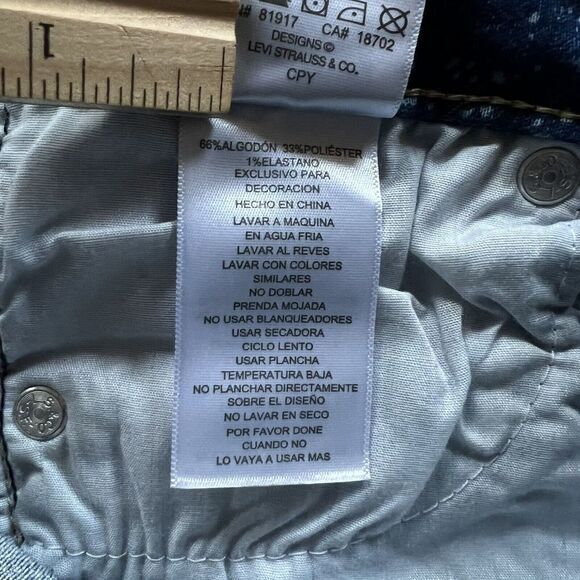 1
N# 81917 CA# 18702
DESIGNS©
LEVI STRAUSS & CO.
CPY
66%ALGODÓN 33%POLIÉSTER
1%ELASTANO
EXCLUSIVO PARA
DECORACION
HECHO EN CHINA
LAVAR A MAQUINA
EN AGUA FRIA
LAVAR AL REVES
LAVAR CON COLORES
SIMILARES
NO DOBLAR
PRENDA MOJADA
NO USAR BLANQUEADORES
USAR SECADORA
CICLO LENTO
USAR PLANCHA
TEMPERATURA BAJA
NO PLANCHAR DIRECTAMENTE
SOBRE EL DISEÑO
NO LAVAR EN SECO
POR FAVOR DONE
CUANDO NO
LO VAYA A USAR MAS